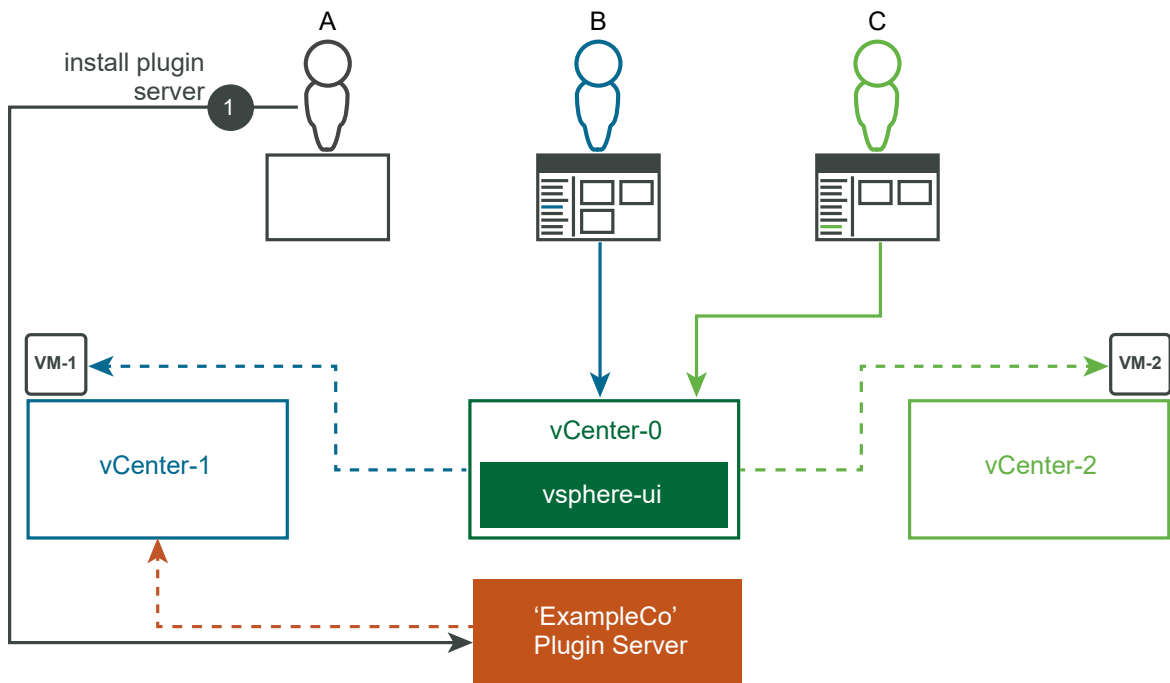 A
B
C
install plugin
server
1
VM-1
VM-2
vCenter-0
vCenter-1
vsphere-ui
vCenter-2
‘ExampleCo’
Plugin Server